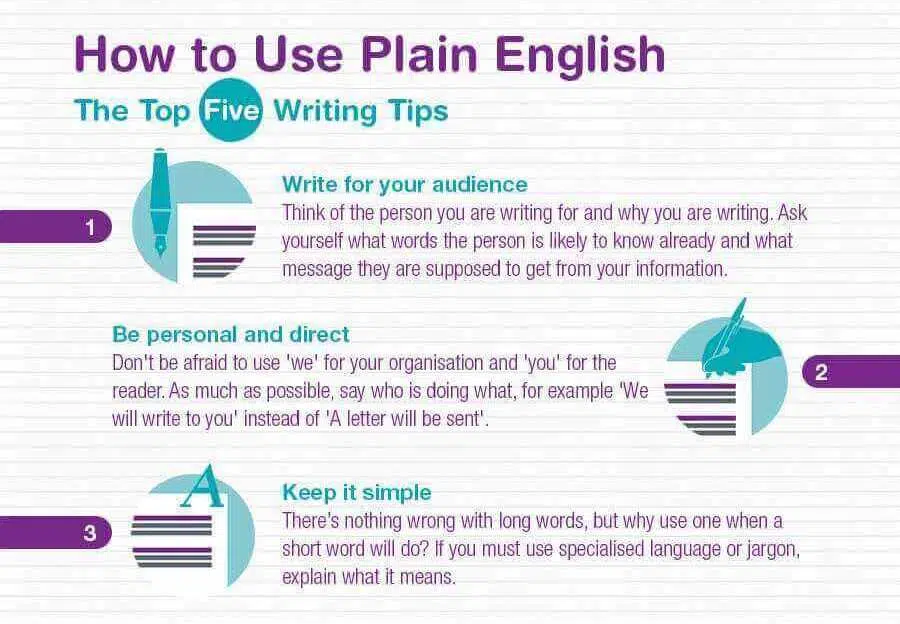 How to Use Plain English
The Top Five Writing Tips
1
Write for your audience
Think of the person you are writing for and why you are writing. Ask
yourself what words the person is likely to know already and what
message they are supposed to get from your information.
Be personal and direct
Don't be afraid to use 'we' for your organisation and 'you' for the
reader. As much as possible, say who is doing what, for example 'We
will write to you' instead of 'A letter will be sent'.
2
A
3
Keep it simple
There's nothing wrong with long words, but why use one when a
short word will do? If you must use specialised language or jargon,
explain what it means.